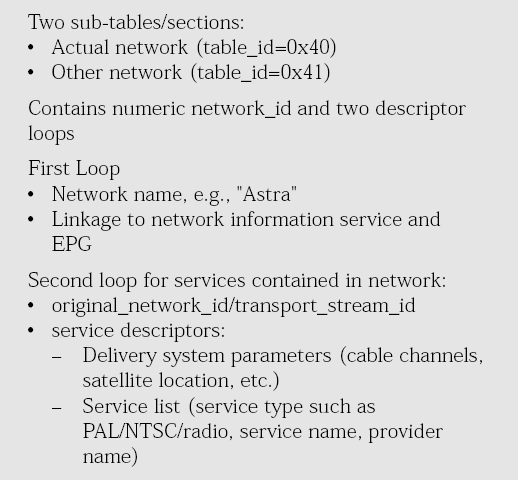 Two sub-tables/sections:
• Actual network (table_id=0x40)
• Other network (table_id=0x41)
Contains numeric network_id and two descriptor
loops
First Loop
• Network name, e.g., "Astra"
• Linkage to network information service and
EPG
Second loop for services contained in network:
• original_network_id/transport_stream_id
• service descriptors:
– Delivery system parameters (cable channels,
satellite location, etc.)
– Service list (service type such as
PAL/NTSC/radio, service name, provider
name)